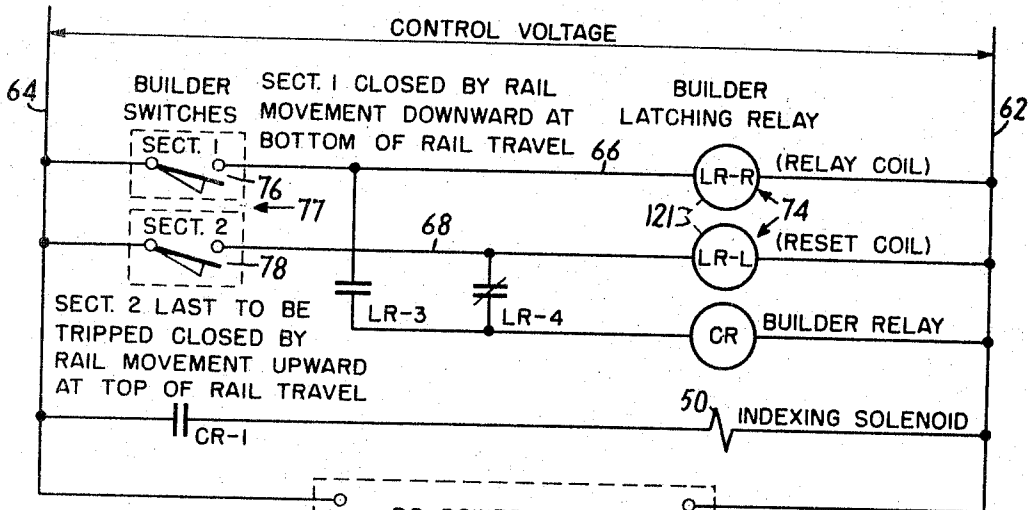 CONTROL VOLTAGE
64
62
BUILDER
SWITCHES
SECT. 1 CLOSED BY RAIL
MOVEMENT DOWNWARD AT
BOTTOM OF RAIL TRAVEL
BUILDER
LATCHING RELAY
SECT. 1
76
66
LR-R
(RELAY COIL)
77
121
74
SECT. 2
78
68
LR-L
(RESET COIL)
SECT. 2 LAST TO BE
TRIPPED CLOSED BY
RAIL MOVEMENT UPWARD
AT TOP OF RAIL TRAVEL
LR-3
LR-4
CR
BUILDER RELAY
CR-1
50
INDEXING SOLENOID